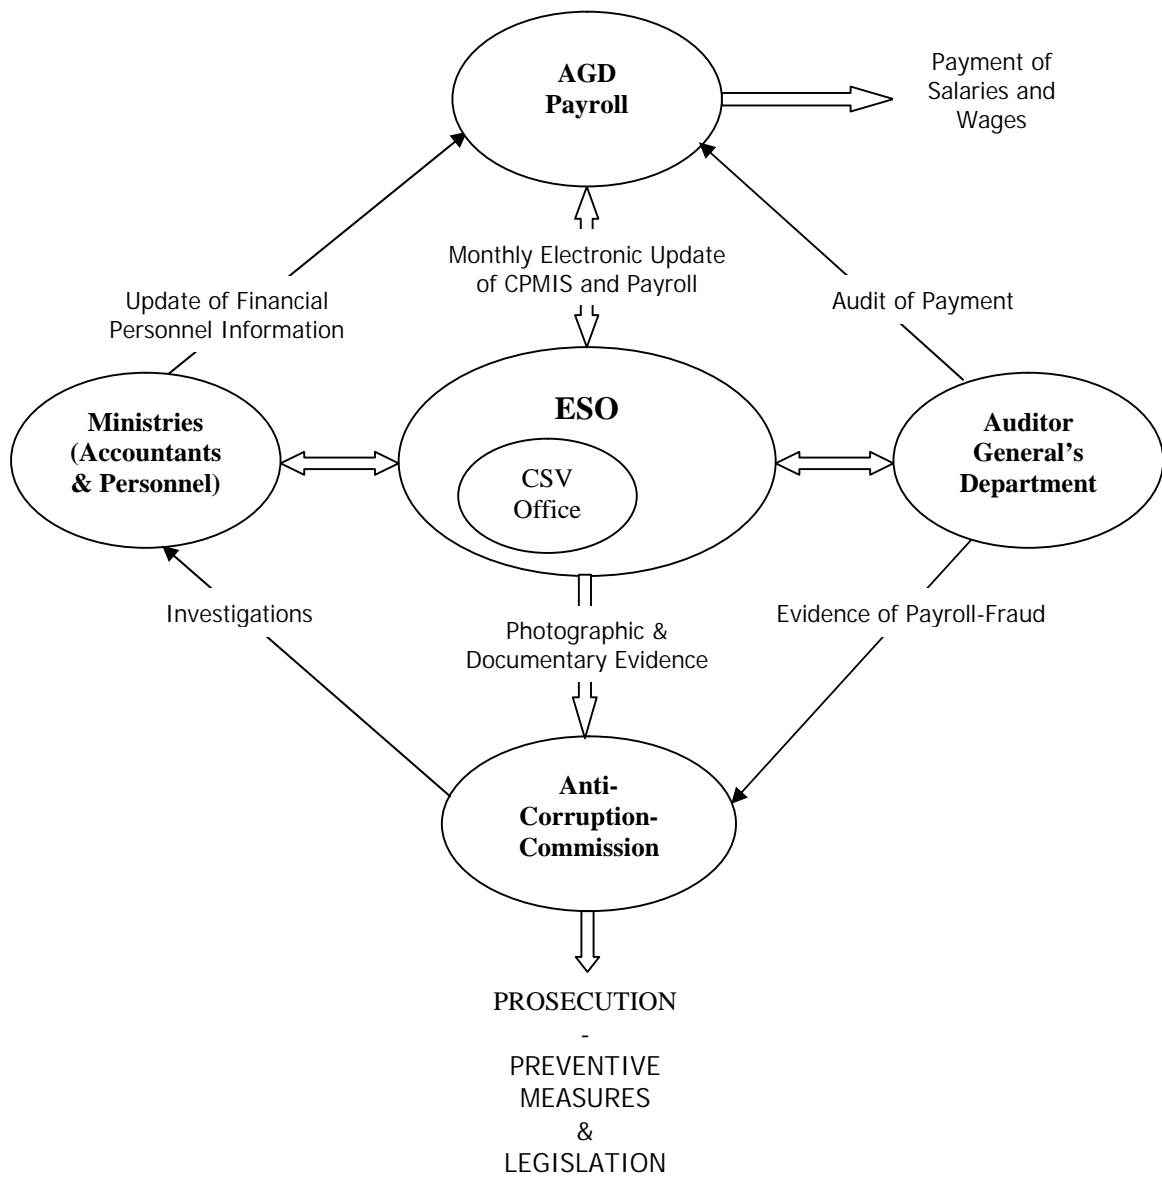 AGD
Payroll
Payment of
Salaries and
Wages
Monthly Electronic Update
of CPMIS and Payroll
Update of Financial
Personnel Information
Audit of Payment
Ministries
(Accountants
& Personnel)
ESO
CSV
Office
Auditor
General's
Department
Investigations
Photographic &
Documentary Evidence
Evidence of Payroll-Fraud
Anti-
Corruption-
Commission
PROSECUTION
-
PREVENTIVE
MEASURES
&
LEGISLATION